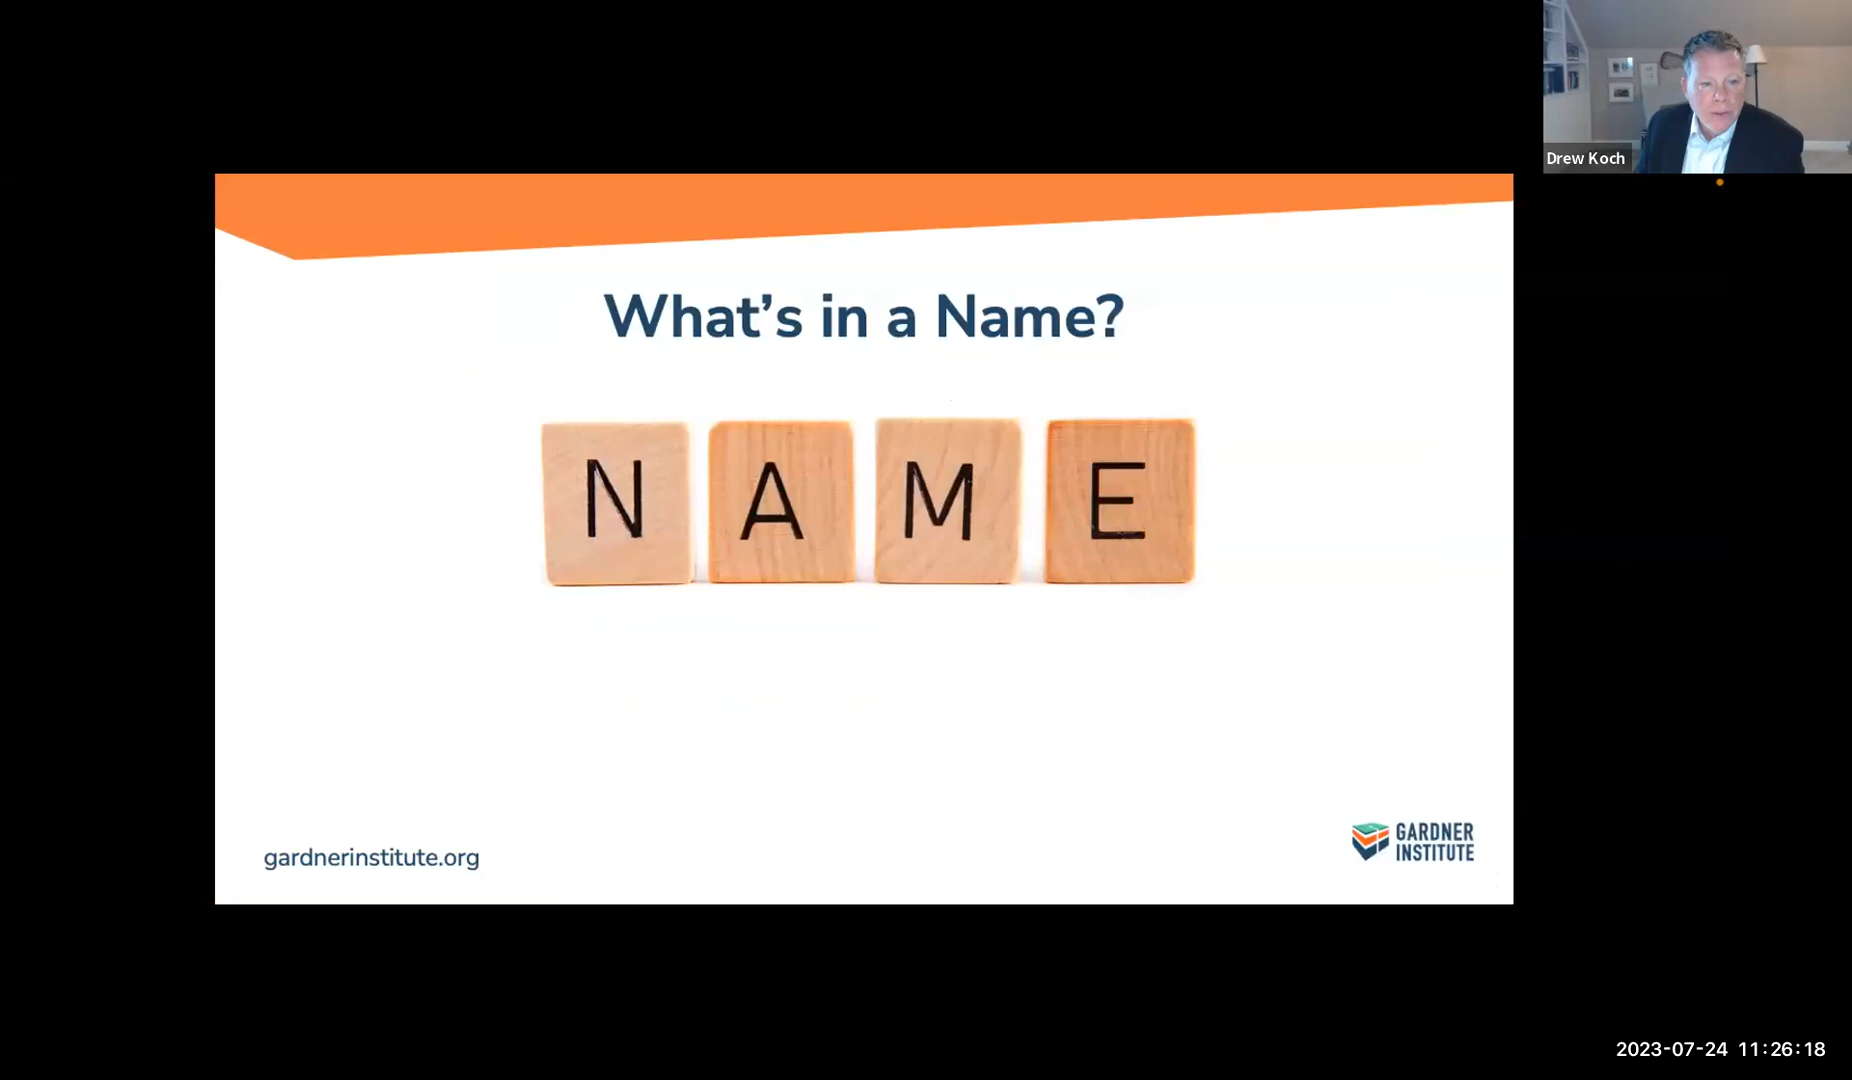 Drew Koch
What's in a Name?
N A M E
gardnerinstitute.org
GARDNER
INSTITUTE
2023-07-24 11:26:18